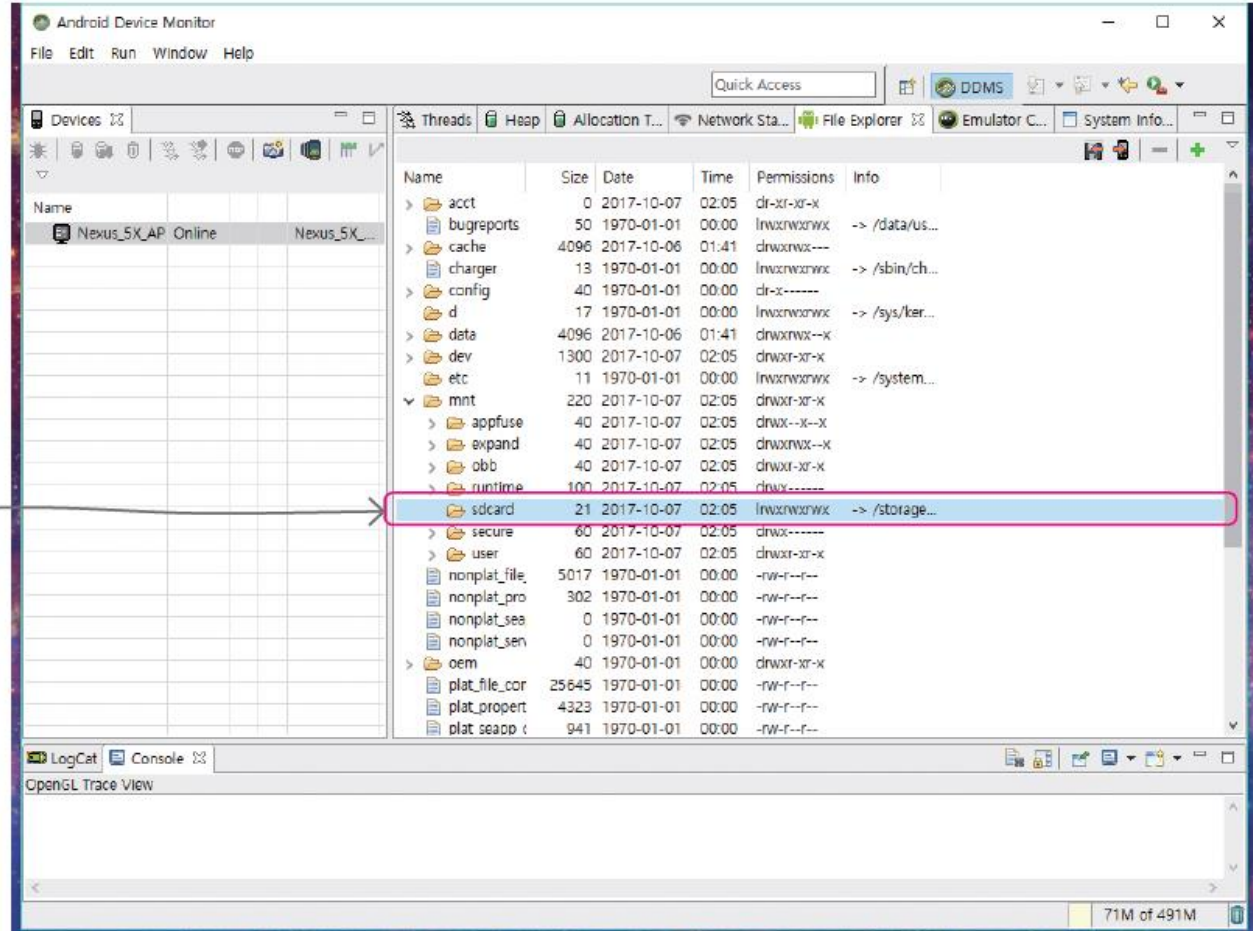 Android Device Monitor
File Edit Run Window Help
Quick Access
DDMS
Devices
Threads Heap Allocation T... Network Sta... File Explorer Emulator C... System Info...
Name
Nexus_5X_AP Online Nexus_5X_...
Name Size Date Time Permissions Info
acct 0 2017-10-07 02:05 dr-xr-xr-x
bugreports 50 1970-01-01 00:00 lrwxrwxrwx -> /data/us...
cache 4096 2017-10-06 01:41 drwxrwx---
charger 13 1970-01-01 00:00 lrwxrwxrwx -> /sbin/ch...
config 40 1970-01-01 00:00 dr-x------
d 17 1970-01-01 00:00 lrwxrwxrwx -> /sys/ker...
data 4096 2017-10-06 01:41 drwxrwx--x
dev 1300 2017-10-07 02:05 drwxr-xr-x
etc 11 1970-01-01 00:00 lrwxrwxrwx -> /system...
mnt 220 2017-10-07 02:05 drwxr-xr-x
appfuse 40 2017-10-07 02:05 drwx--x--x
expand 40 2017-10-07 02:05 drwxrwx--x
obb 40 2017-10-07 02:05 drwxr-xr-x
runtime 100 2017-10-07 02:05 drwx------
sdcard 21 2017-10-07 02:05 lrwxrwxrwx -> /storage...
secure 60 2017-10-07 02:05 drwx------
user 60 2017-10-07 02:05 drwxr-xr-x
nonplat_file_ 5017 1970-01-01 00:00 -rw-r--r--
nonplat_pro 302 1970-01-01 00:00 -rw-r--r--
nonplat_sea 0 1970-01-01 00:00 -rw-r--r--
nonplat_serv 0 1970-01-01 00:00 -rw-r--r--
oem 40 1970-01-01 00:00 drwxr-xr-x
plat_file_cor 25645 1970-01-01 00:00 -rw-r--r--
plat_propert 4323 1970-01-01 00:00 -rw-r--r--
plat_seapp_c 941 1970-01-01 00:00 -rw-r--r--
LogCat Console
OpenGL Trace View
71M of 491M